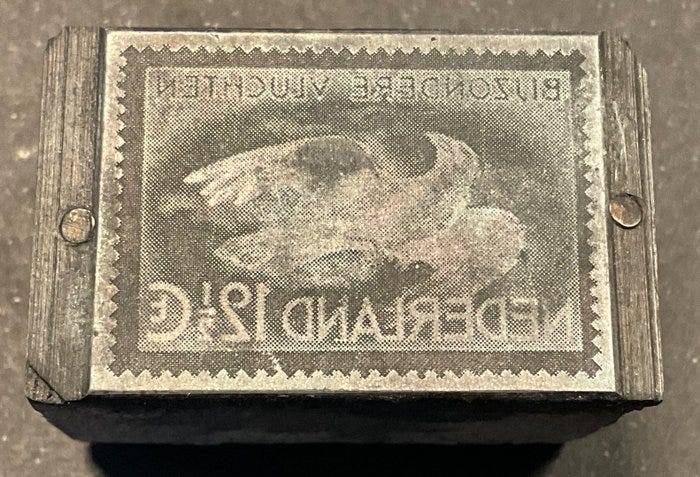 BIJZONDERE VLUCHTEN
NEDERLAND 12½ G